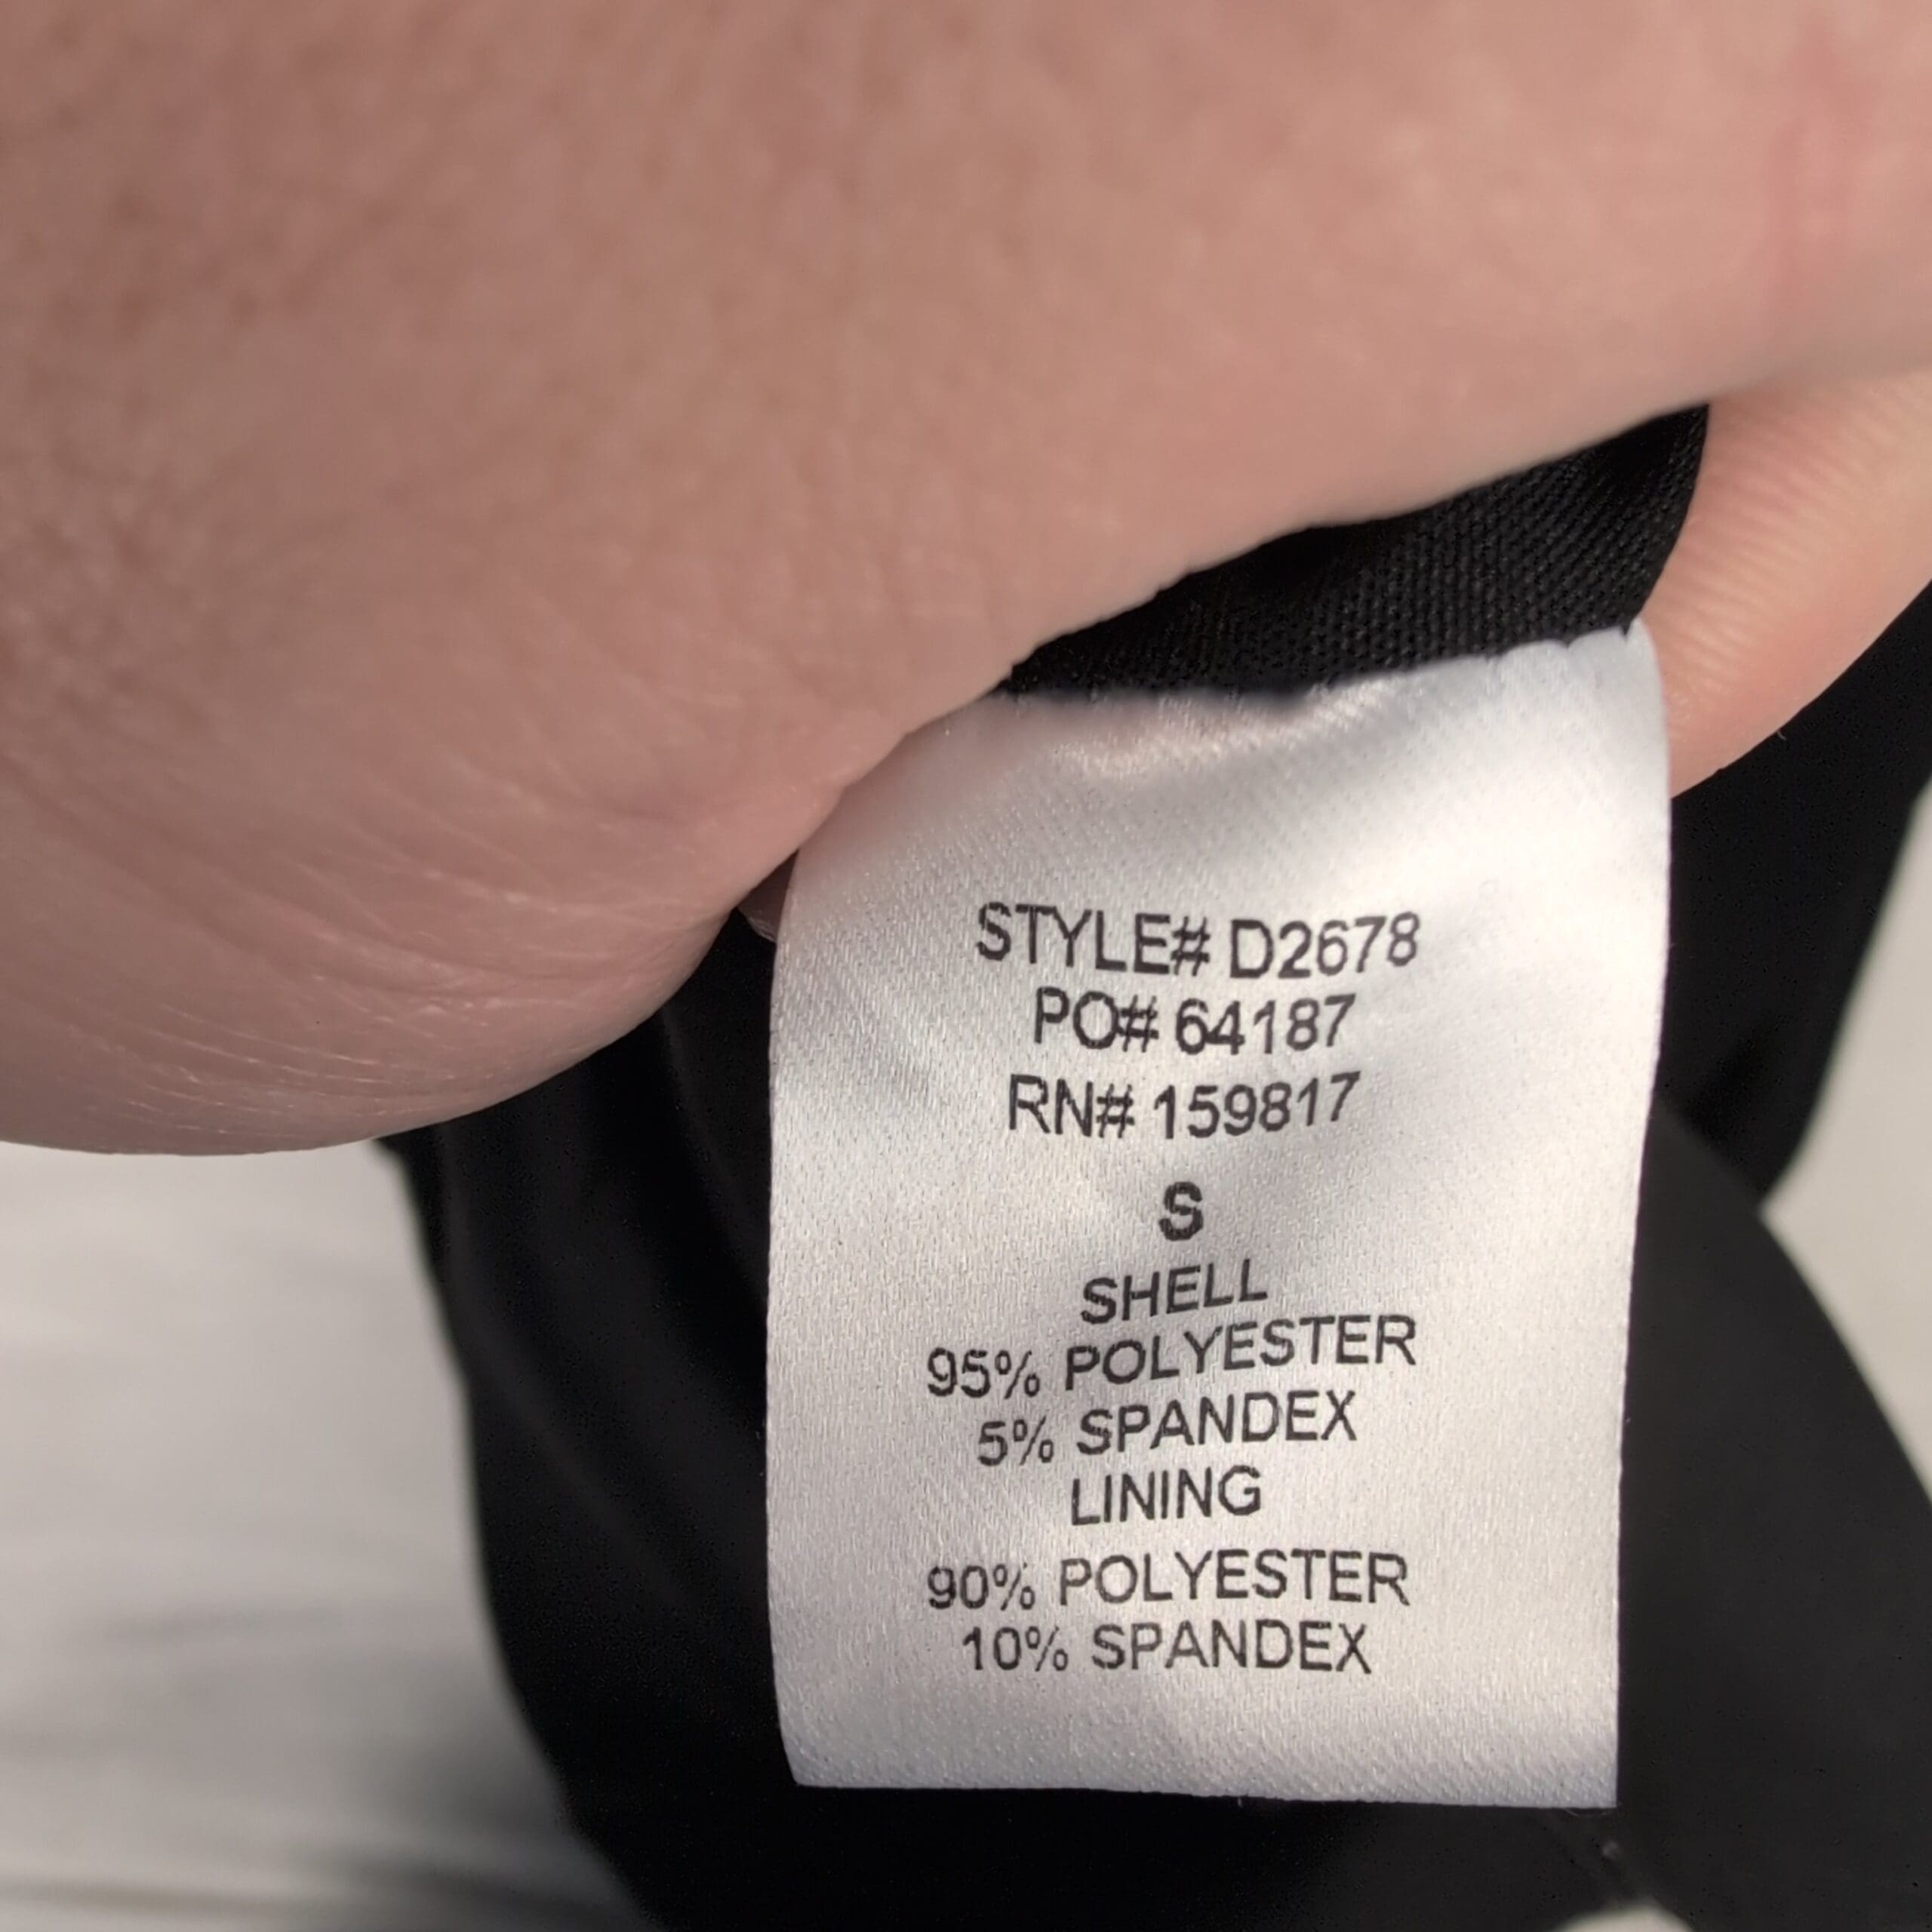 STYLE# D2678
PO# 64187
RN# 159817
S
SHELL
95% POLYESTER
5% SPANDEX
LINING
90% POLYESTER
10% SPANDEX